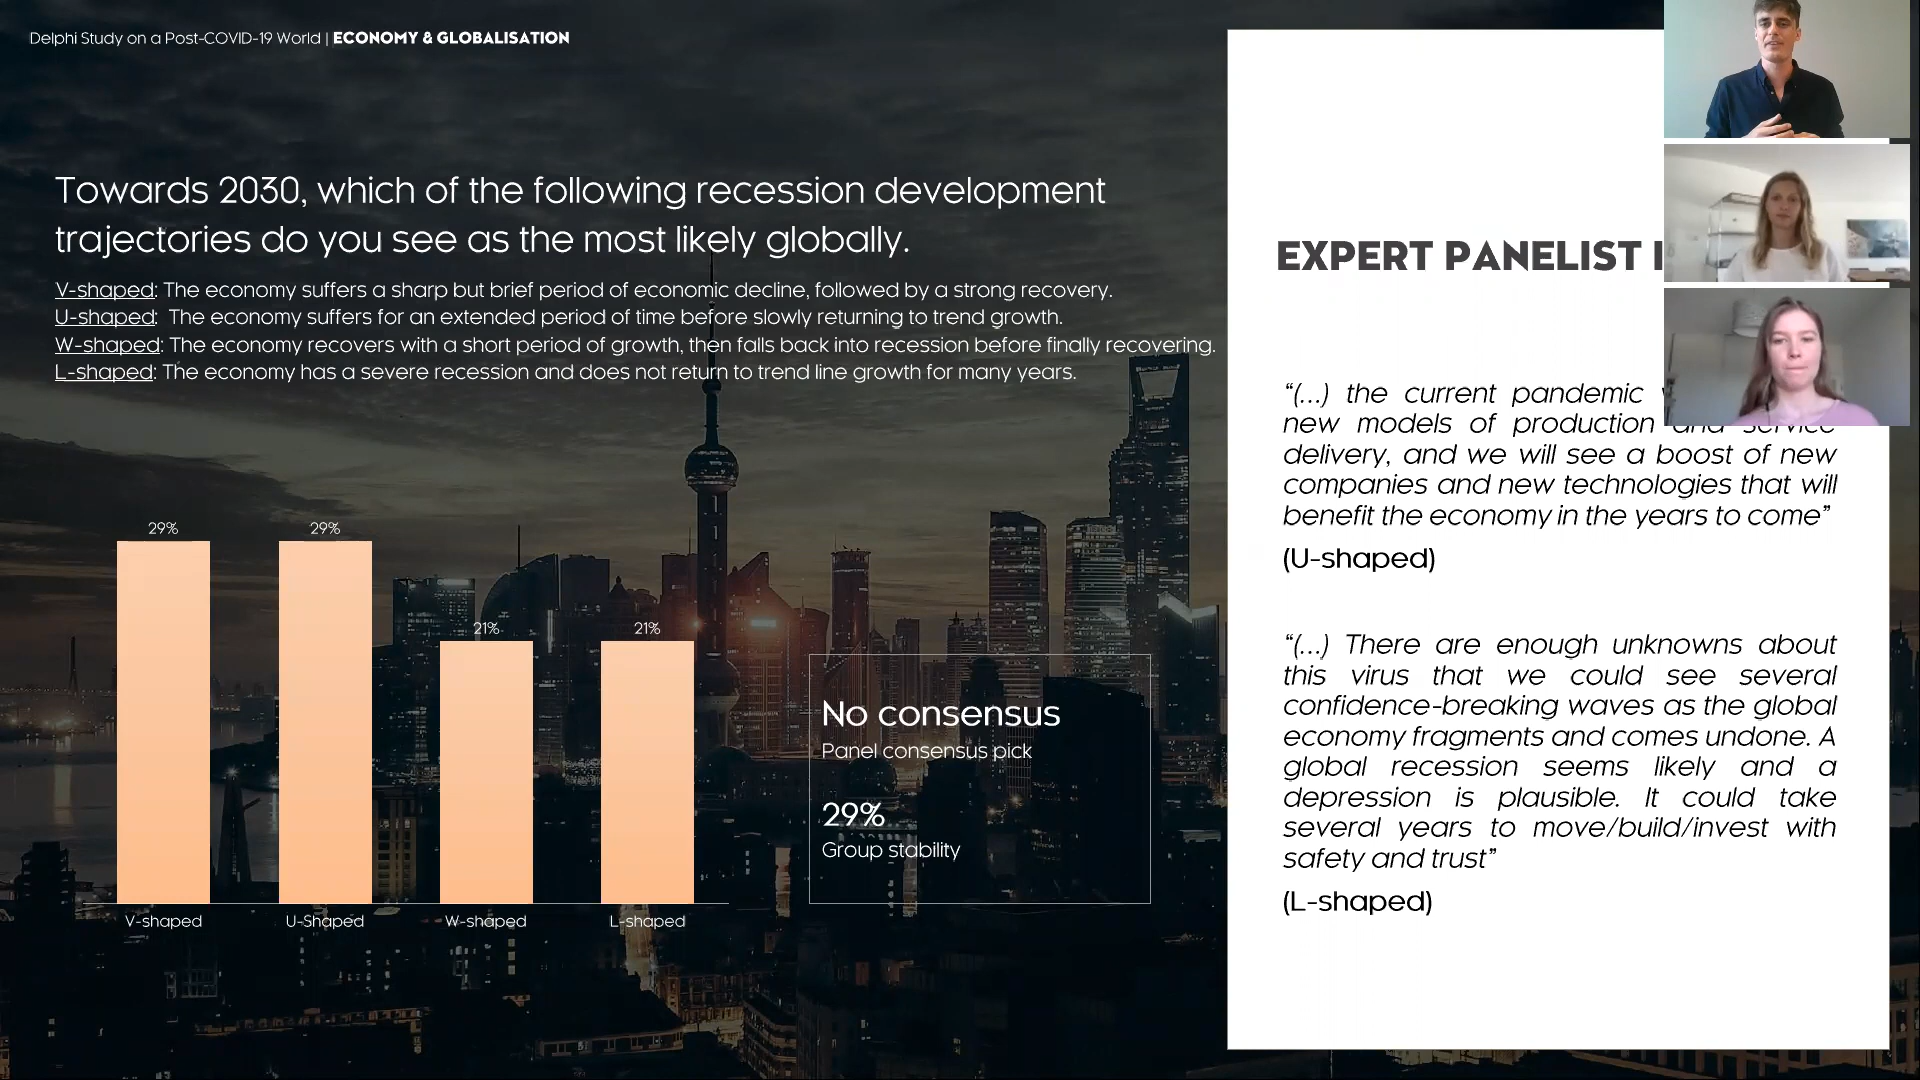 Delphi Study on a Post-COVID-19 World | ECONOMY & GLOBALISATION
Towards 2030, which of the following recession development
trajectories do you see as the most likely globally.
V-shaped: The economy suffers a sharp but brief period of economic decline, followed by a strong recovery.
U-shaped:  The economy suffers for an extended period of time before slowly returning to trend growth.
W-shaped: The economy recovers with a short period of growth, then falls back into recession before finally recovering.
L-shaped: The economy has a severe recession and does not return to trend line growth for many years.
29%
29%
21%
21%
V-shaped
U-Shaped
W-shaped
L-shaped
No consensus
Panel consensus pick
29%
Group stability
EXPERT PANELIST
“(...) the current pandemic
new models of production and service
delivery, and we will see a boost of new
companies and new technologies that will
benefit the economy in the years to come”
(U-shaped)
“(...) There are enough unknowns about
this virus that we could see several
confidence-breaking waves as the global
economy fragments and comes undone. A
global recession seems likely and a
depression is plausible. It could take
several years to move/build/invest with
safety and trust”
(L-shaped)